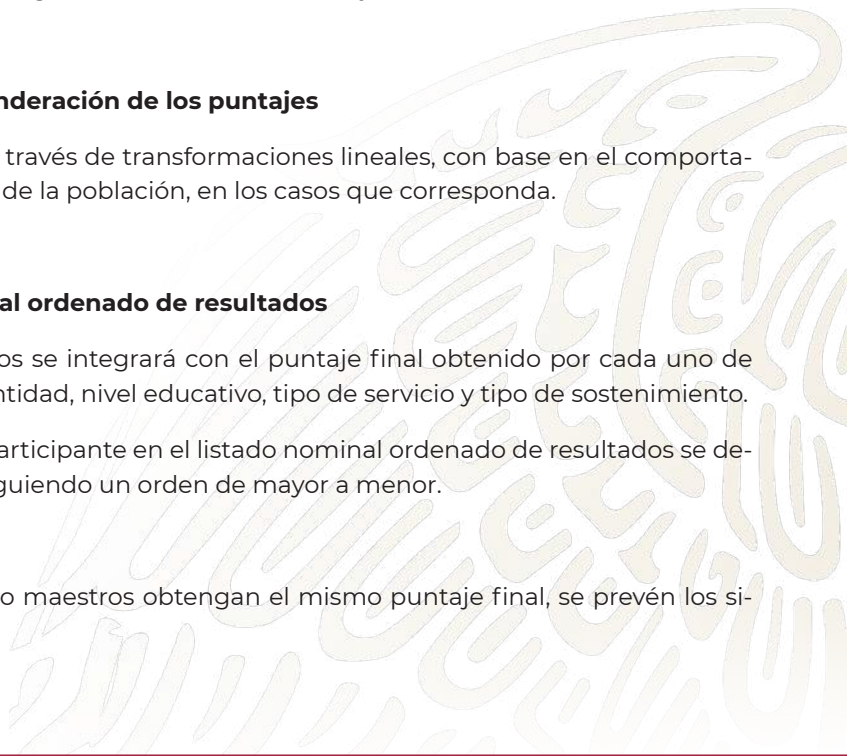 nderación de los puntajes
través de transformaciones lineales, con base en el comporta-
de la población, en los casos que corresponda.
al ordenado de resultados
os se integrará con el puntaje final obtenido por cada uno de
ntidad, nivel educativo, tipo de servicio y tipo de sostenimiento.
articipante en el listado nominal ordenado de resultados se de-
guiendo un orden de mayor a menor.
o maestros obtengan el mismo puntaje final, se prevén los si-